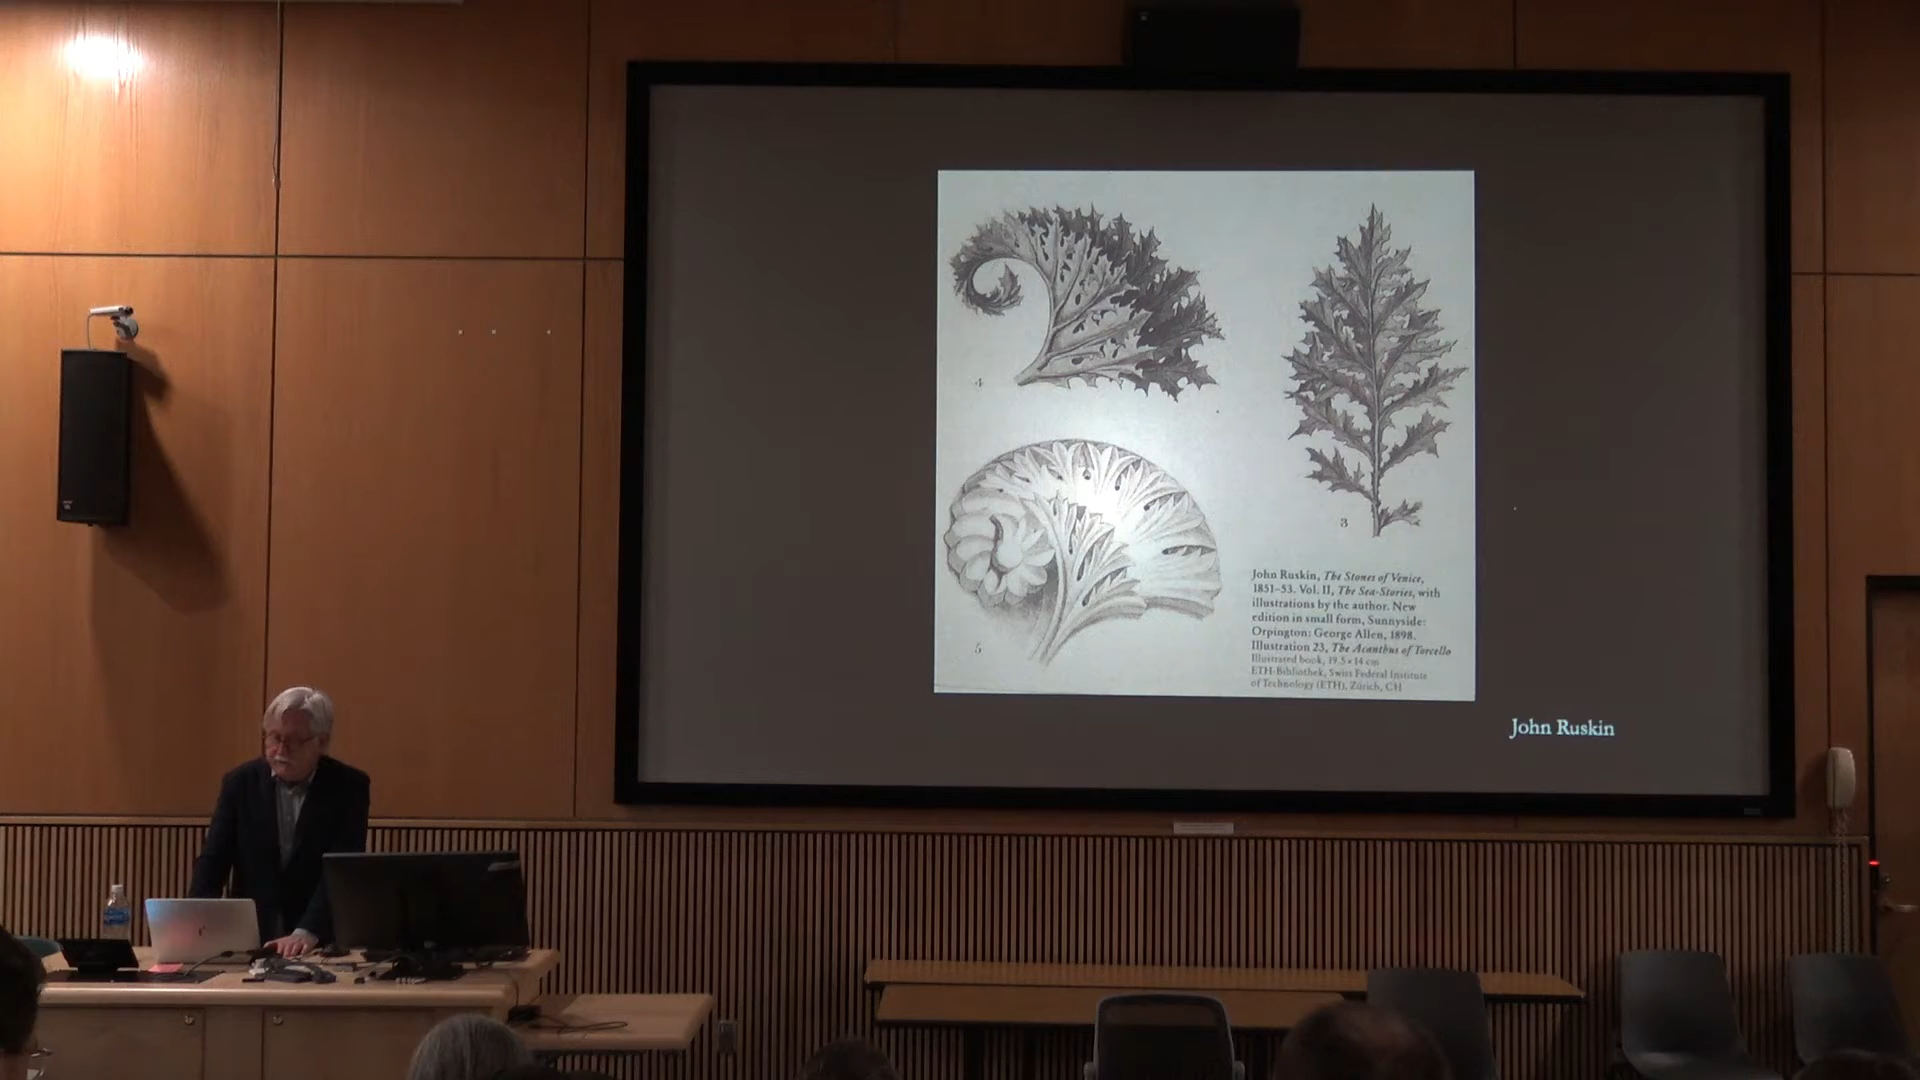 4
3
5
John Ruskin, The Stones of Venice,
1851–53. Vol. II, The Sea-Stories, with
illustrations by the author. New
edition in small form, Sunnyside:
Orpington: George Allen, 1898.
Illustration 23, The Acanthus of Torcello
Illustrated book, 19.5 × 14 cm
ETH-Bibliothek, Swiss Federal Institute
of Technology (ETH), Zürich, CH
John Ruskin